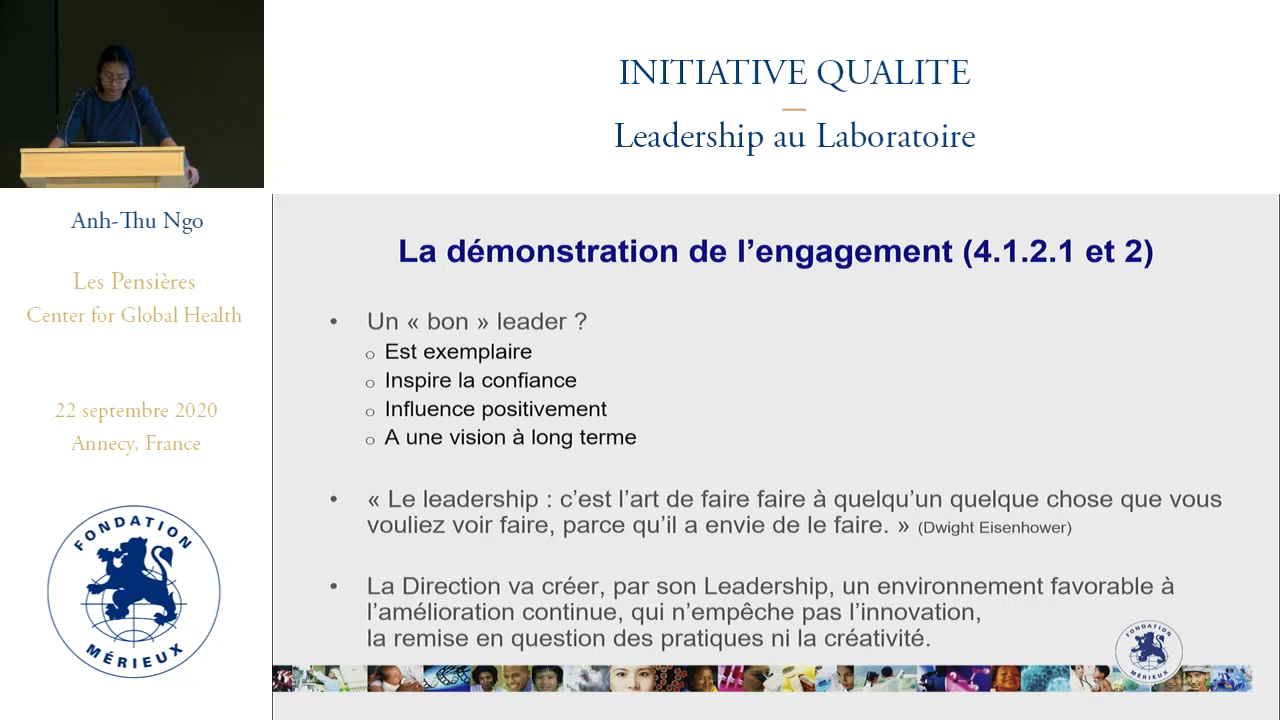 INITIATIVE QUALITE
Leadership au Laboratoire
Anh-Thu Ngo
Les Pensières
Center for Global Health
22 septembre 2020
Annecy, France
FONDATION
MÉRIEUX
La démonstration de l’engagement (4.1.2.1 et 2)
• Un « bon » leader ?
o Est exemplaire
o Inspire la confiance
o Influence positivement
o A une vision à long terme
• « Le leadership : c’est l’art de faire faire à quelqu’un quelque chose que vous
vouliez voir faire, parce qu’il a envie de le faire. » (Dwight Eisenhower)
• La Direction va créer, par son Leadership, un environnement favorable à
l’amélioration continue, qui n’empêche pas l’innovation,
la remise en question des pratiques ni la créativité.
FONDATION
MÉRIEUX